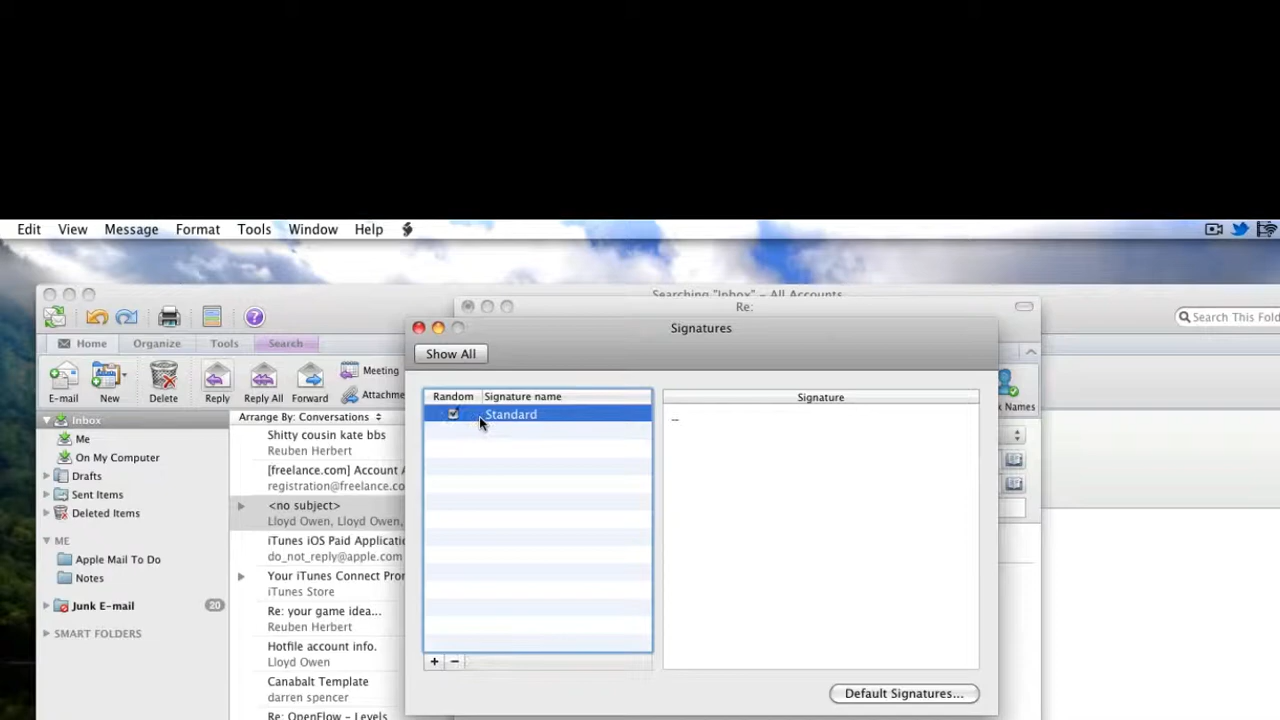 Edit View Message Format Tools Window Help
Searching "Inbox" – All Accounts
Re:
Search This Fold
Signatures
Home Organize Tools Search
Show All
E-mail New Delete Reply Reply All Forward
Meeting
Attachme
k Names
Random Signature name
Signature
Standard
–
Inbox
Me
On My Computer
Drafts
Sent Items
Deleted Items
ME
Apple Mail To Do
Notes
Junk E-mail 20
SMART FOLDERS
Arrange By: Conversations
Shitty cousin kate bbs
Reuben Herbert
[freelance.com] Account A
registration@freelance.co
<no subject>
Lloyd Owen, Lloyd Owen,
iTunes iOS Paid Applicatio
do_not_reply@apple.com
Your iTunes Connect Pro
iTunes Store
Re: your game idea...
Reuben Herbert
Hotfile account info.
Lloyd Owen
Canabalt Template
darren spencer
Re: OpenFlow – Levels
+ –
Default Signatures...